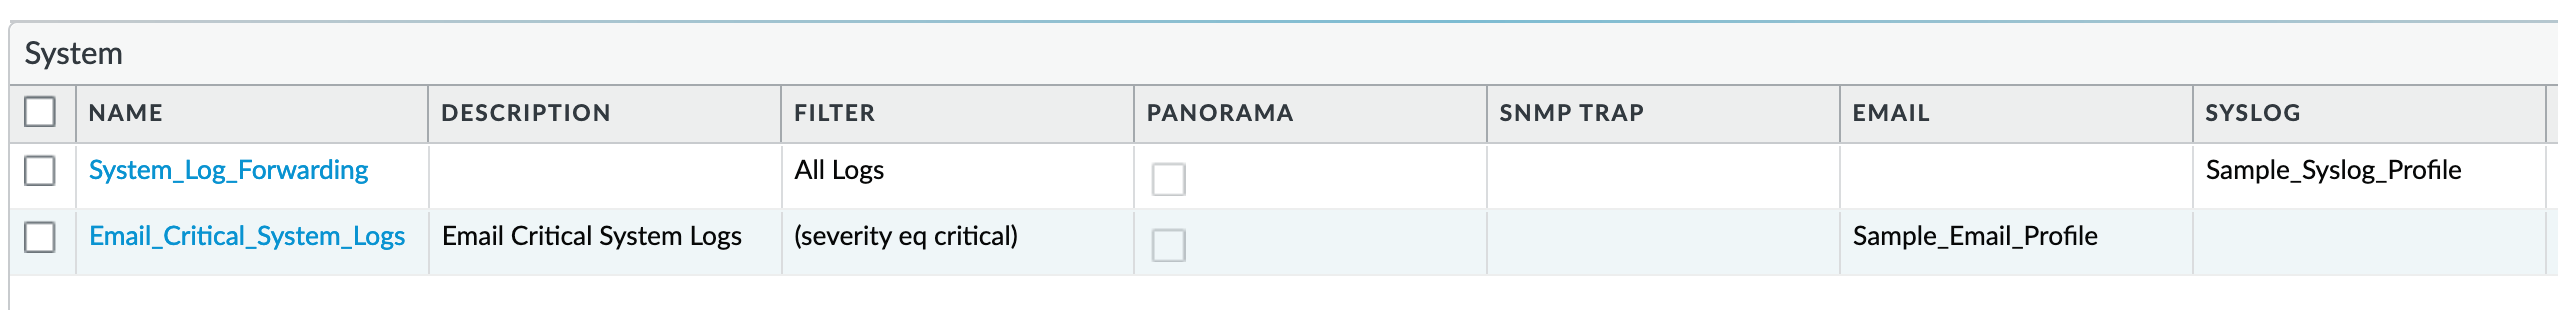 System
NAME DESCRIPTION FILTER PANORAMA SNMP TRAP EMAIL SYSLOG
System_Log_Forwarding All Logs Sample_Syslog_Profile
Email_Critical_System_Logs Email Critical System Logs (severity eq critical) Sample_Email_Profile